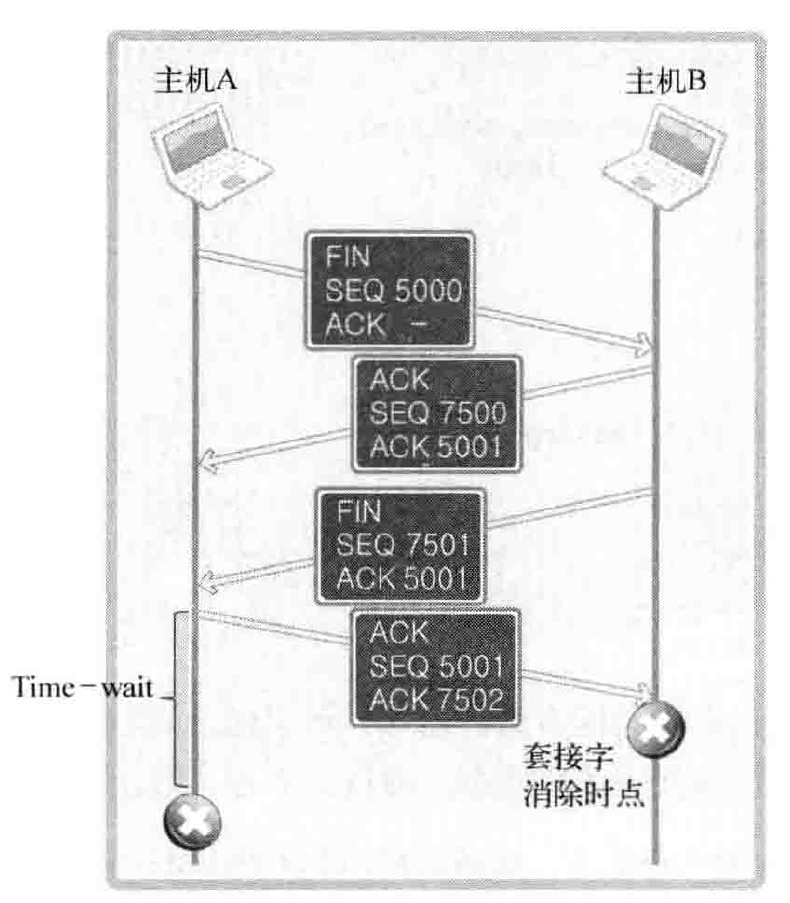 主机A
主机B
FIN
SEQ 5000
ACK -
ACK
SEQ 7500
ACK 5001
FIN
SEQ 7501
ACK 5001
ACK
SEQ 5001
ACK 7502
Time-wait
套接字
消除时点